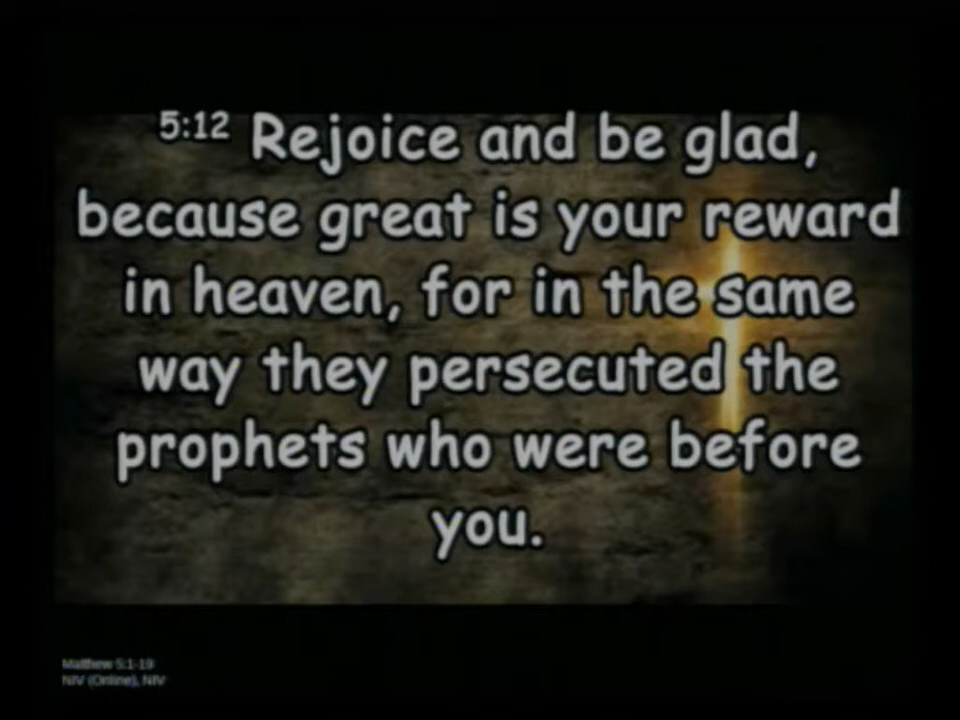 5:12 Rejoice and be glad,
because great is your reward
in heaven, for in the same
way they persecuted the
prophets who were before
you.
Matthew 5:1-19
NIV (Online), NIV